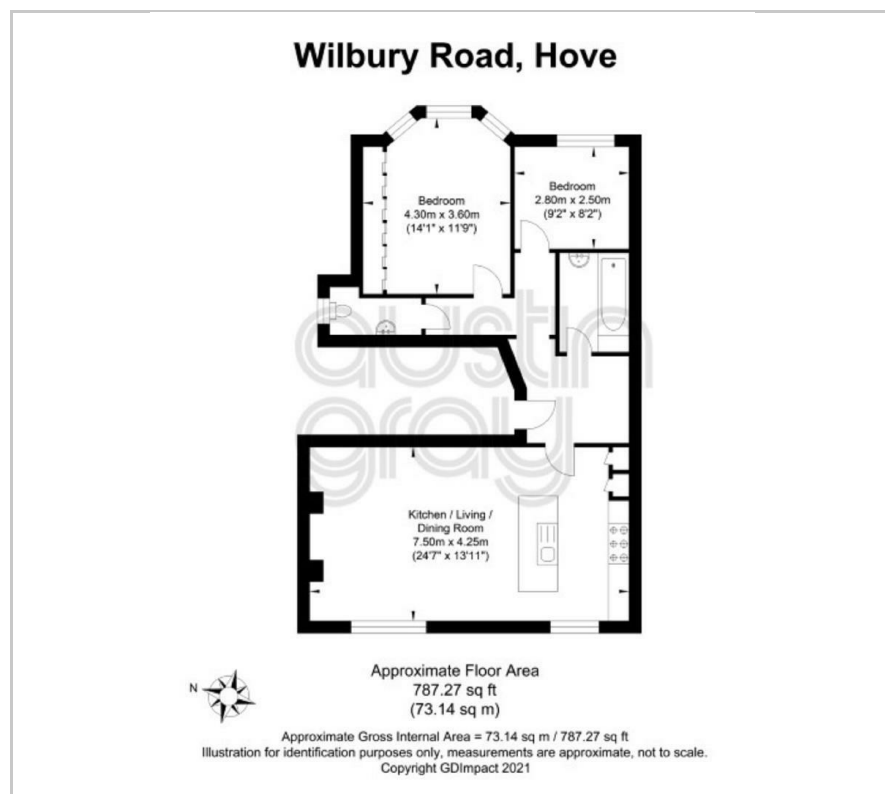 Wilbury Road, Hove
Bedroom
4.30m x 3.60m
(14'1" x 11'9")
Bedroom
2.80m x 2.50m
(9'2" x 8'2")
austin
gray
Kitchen / Living /
Dining Room
7.50m x 4.25m
(24'7" x 13'11")
N
Approximate Floor Area
787.27 sq ft
(73.14 sq m)
Approximate Gross Internal Area = 73.14 sq m / 787.27 sq ft
Illustration for identification purposes only, measurements are approximate, not to scale.
Copyright GDImpact 2021